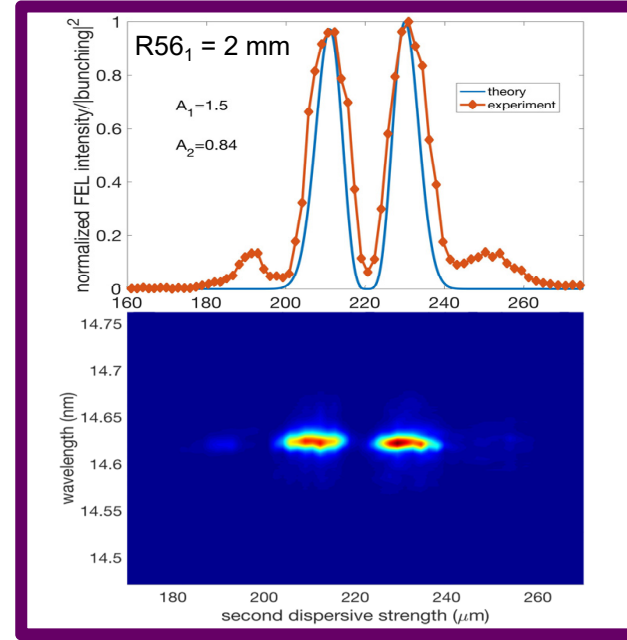 R56₁ = 2 mm
A₁=1.5
A₂=0.84
theory
experiment
normalized FEL intensity/|bunching|²
1
0.8
0.6
0.4
0.2
0
160 180 200 220 240 260
14.75
14.7
14.65
14.6
14.55
14.5
wavelength (nm)
180 200 220 240 260
second dispersive strength (μm)